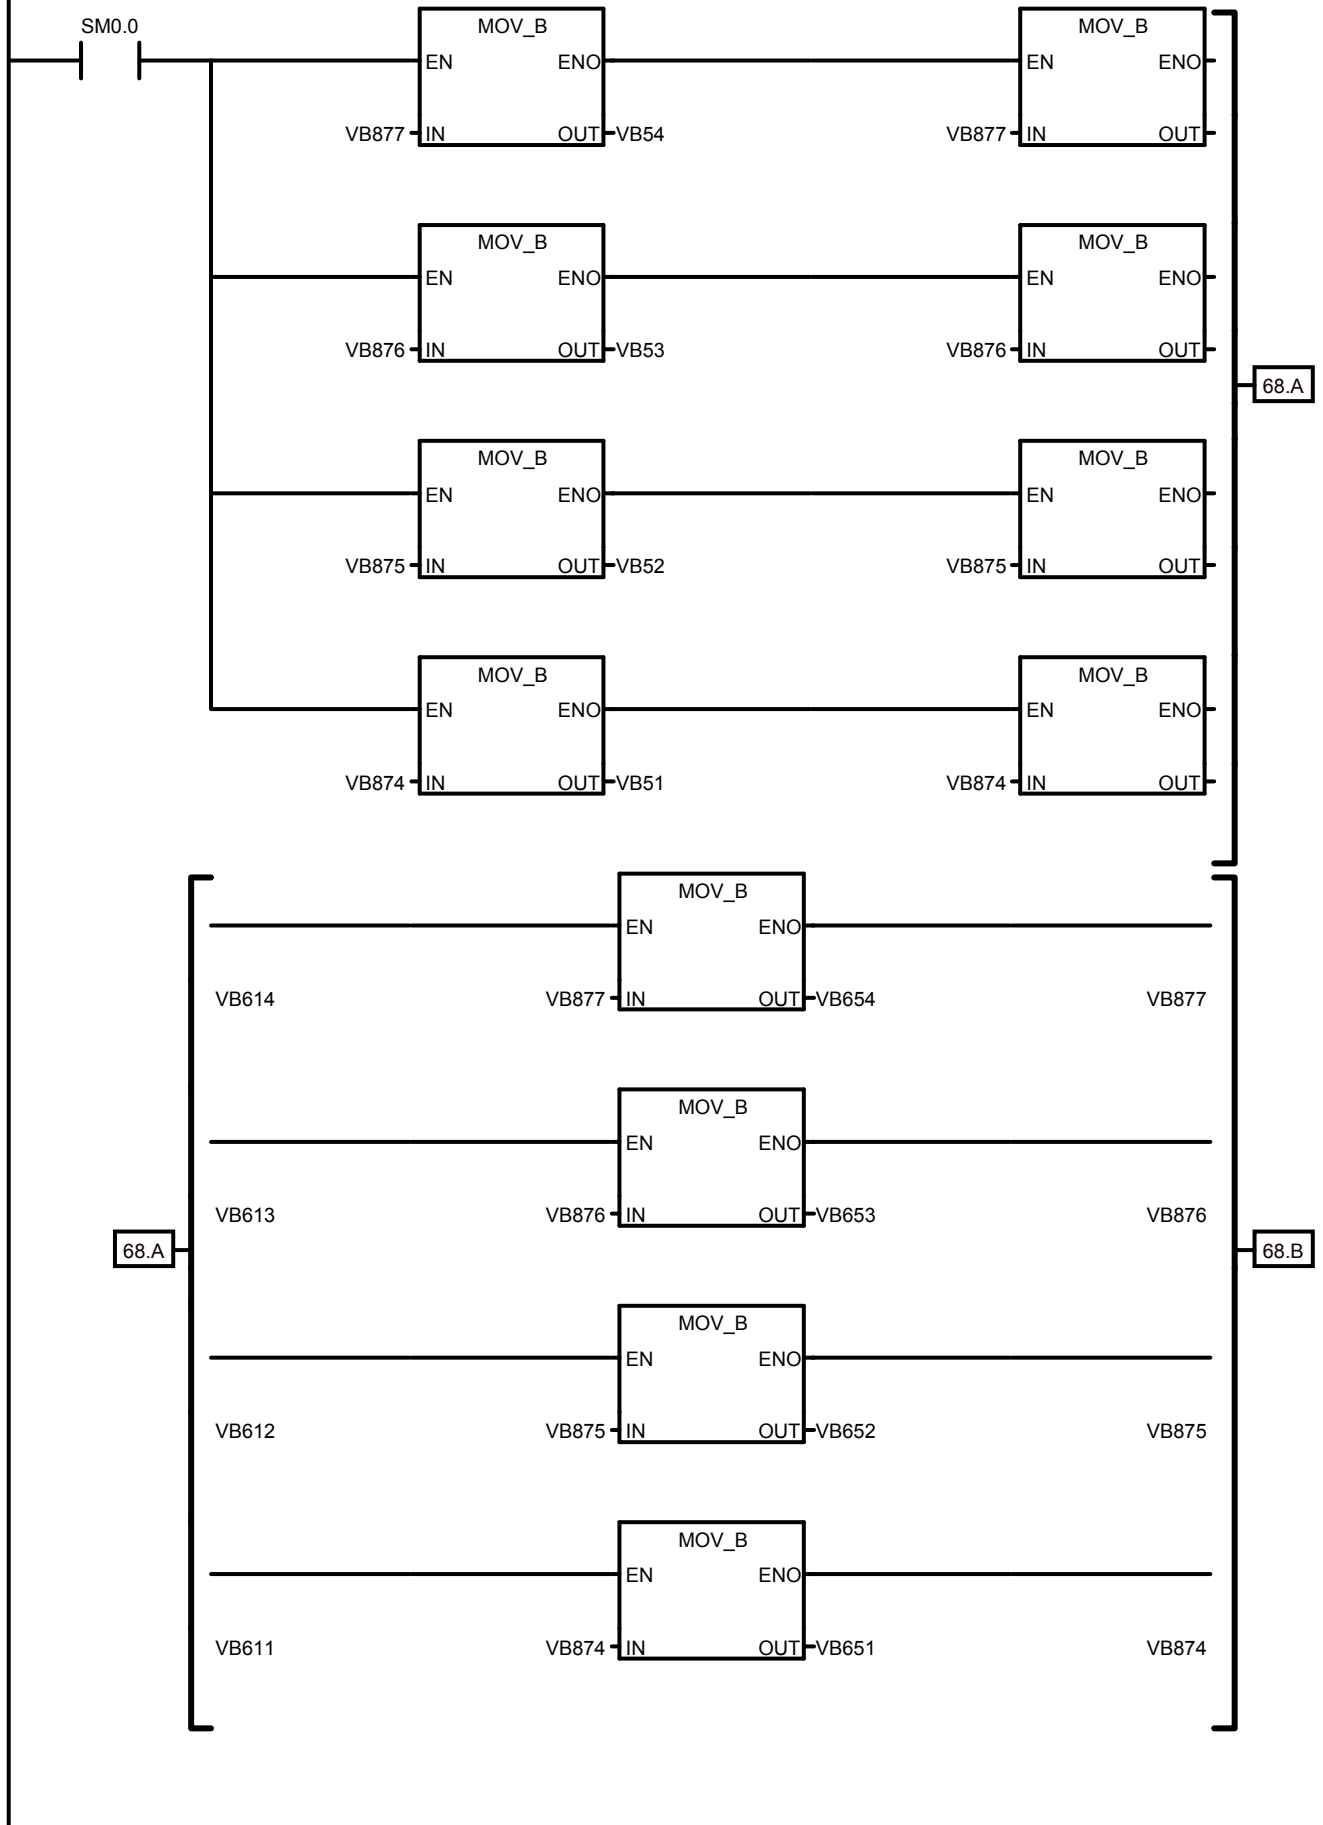 SM0.0
MOV_B MOV_B
EN ENO EN ENO
VB877 IN OUT VB54 VB877 IN OUT
MOV_B MOV_B
EN ENO EN ENO
VB876 IN OUT VB53 VB876 IN OUT
68.A
MOV_B MOV_B
EN ENO EN ENO
VB875 IN OUT VB52 VB875 IN OUT
MOV_B MOV_B
EN ENO EN ENO
VB874 IN OUT VB51 VB874 IN OUT
MOV_B
EN ENO
VB614 VB877 IN OUT VB654 VB877
MOV_B
EN ENO
VB613 VB876 IN OUT VB653 VB876
68.A 68.B
MOV_B
EN ENO
VB612 VB875 IN OUT VB652 VB875
MOV_B
EN ENO
VB611 VB874 IN OUT VB651 VB874